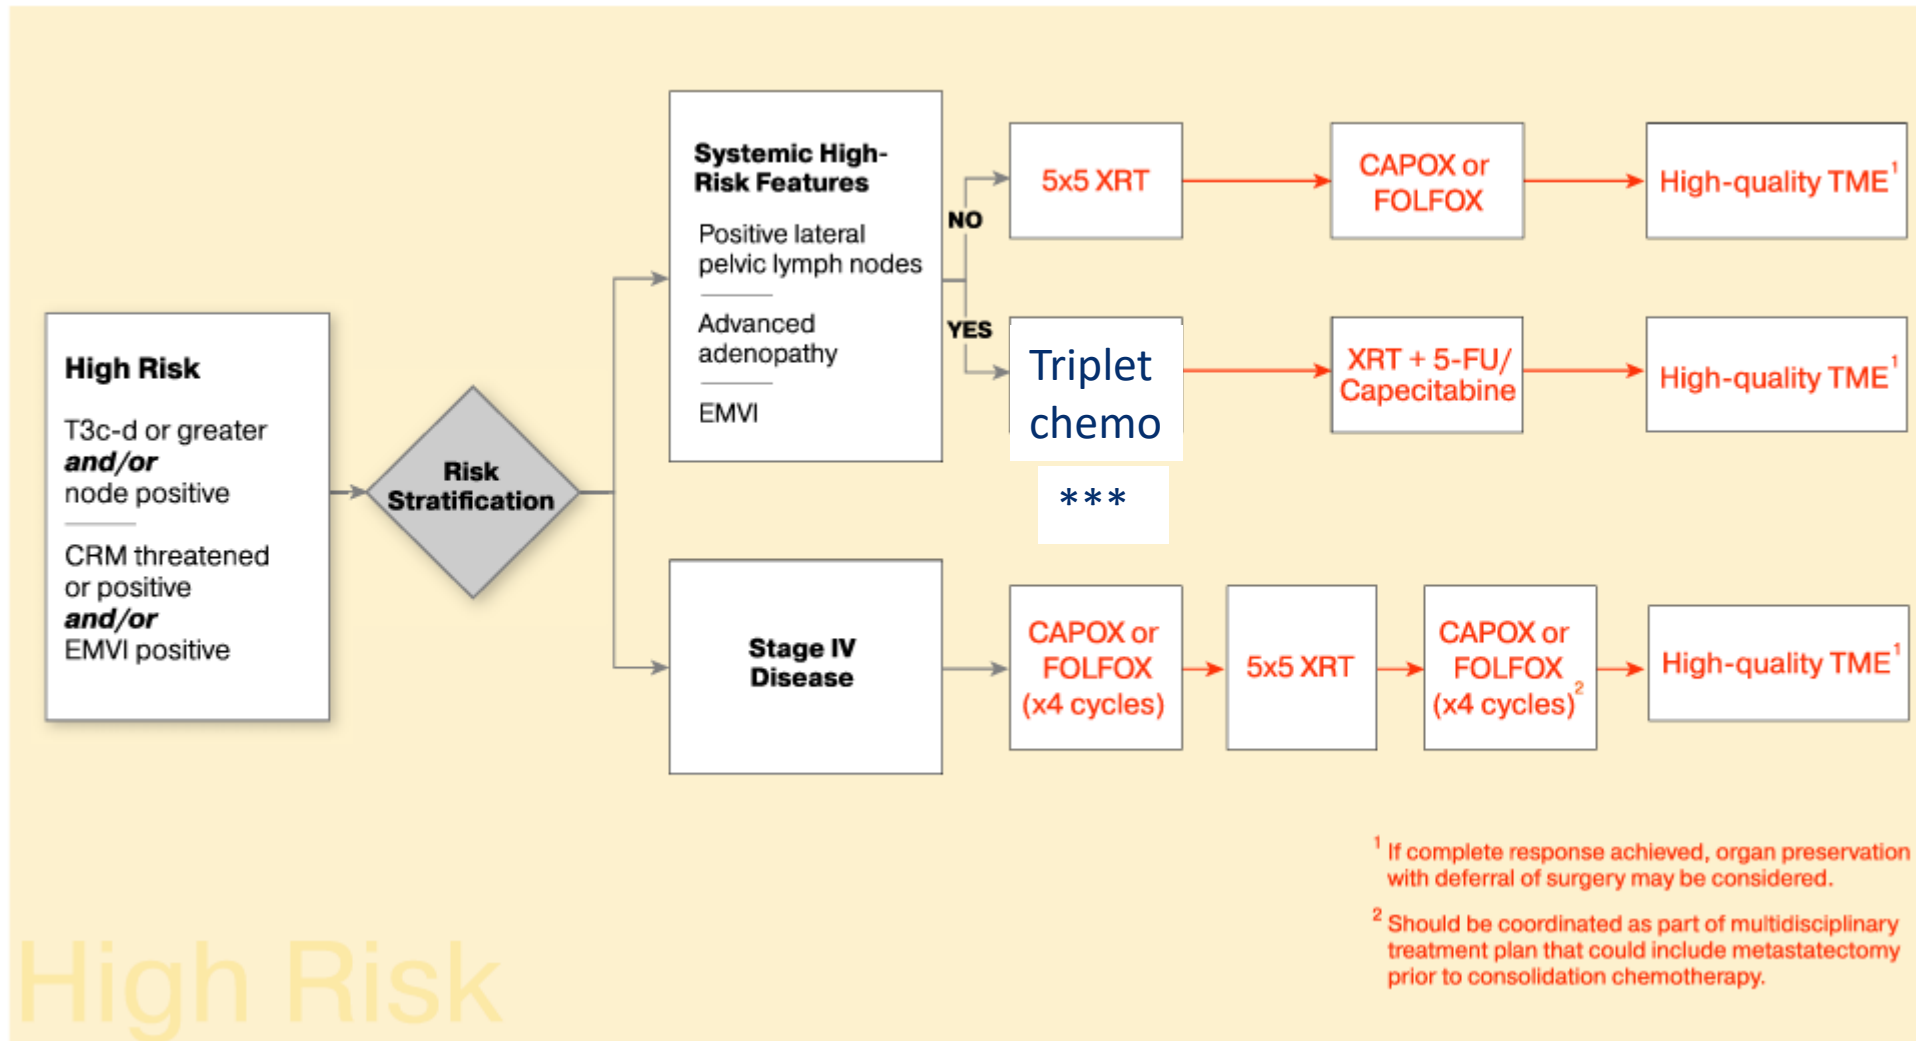 High Risk
T3c-d or greater
and/or
node positive
CRM threatened
or positive
and/or
EMVI positive
Risk
Stratification
Systemic High-
Risk Features
Positive lateral
pelvic lymph nodes
Advanced
adenopathy
EMVI
NO
5x5 XRT
CAPOX or
FOLFOX
High-quality TME¹
YES
Triplet
chemo
***
XRT + 5-FU/
Capecitabine
High-quality TME¹
Stage IV
Disease
CAPOX or
FOLFOX
(x4 cycles)
5x5 XRT
CAPOX or
FOLFOX
(x4 cycles)²
High-quality TME¹
¹ If complete response achieved, organ preservation
with deferral of surgery may be considered.
² Should be coordinated as part of multidisciplinary
treatment plan that could include metastatectomy
prior to consolidation chemotherapy.
High Risk